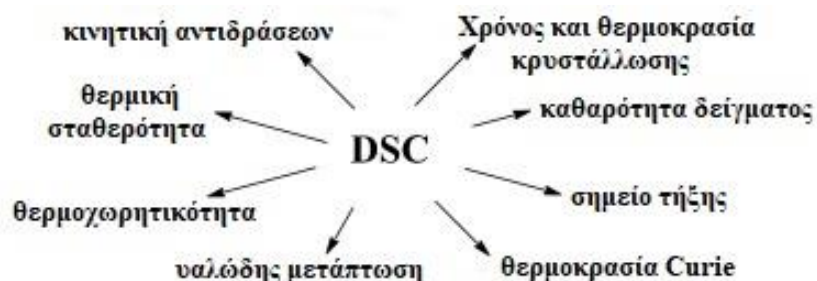 κινητική αντιδράσεων
Χρόνος και θερμοκρασία
κρυστάλλωσης
θερμική
σταθερότητα
καθαρότητα δείγματος
DSC
θερμοχωρητικότητα
σημείο τήξης
υαλώδης μετάπτωση
θερμοκρασία Curie